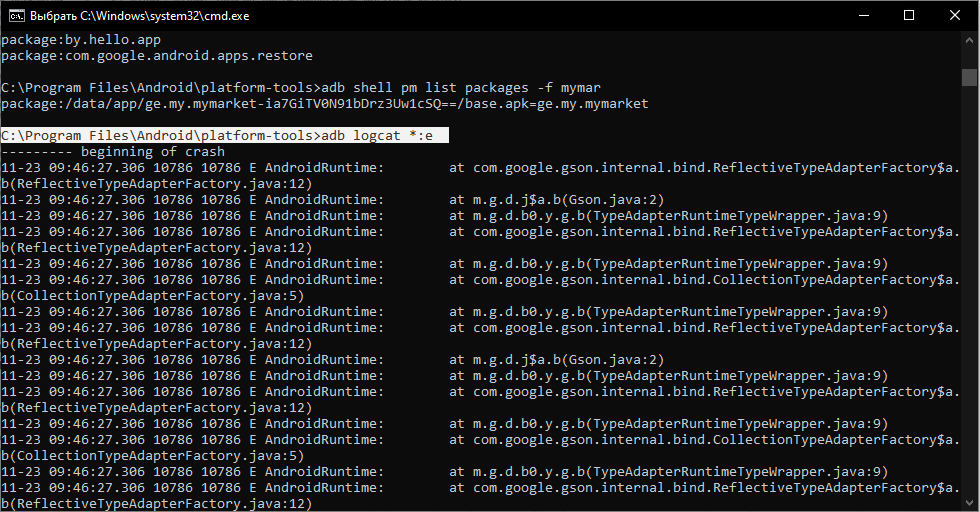 Выбрать C:\Windows\system32\cmd.exe
package:by.hello.app
package:com.google.android.apps.restore
C:\Program Files\Android\platform-tools>adb shell pm list packages -f mymar
package:/data/app/ge.my.mymarket-ia7GiTV0N91bDrz3Uw1cSQ==/base.apk=ge.my.mymarket
C:\Program Files\Android\platform-tools>adb logcat *:e
--------- beginning of crash
11-23 09:46:27.306 10786 10786 E AndroidRuntime:        at com.google.gson.internal.bind.ReflectiveTypeAdapterFactory$a.
b(ReflectiveTypeAdapterFactory.java:12)
11-23 09:46:27.306 10786 10786 E AndroidRuntime:        at m.g.d.j$a.b(Gson.java:2)
11-23 09:46:27.306 10786 10786 E AndroidRuntime:        at m.g.d.b0.y.g.b(TypeAdapterRuntimeTypeWrapper.java:9)
11-23 09:46:27.306 10786 10786 E AndroidRuntime:        at com.google.gson.internal.bind.ReflectiveTypeAdapterFactory$a.
b(ReflectiveTypeAdapterFactory.java:12)
11-23 09:46:27.306 10786 10786 E AndroidRuntime:        at m.g.d.b0.y.g.b(TypeAdapterRuntimeTypeWrapper.java:9)
11-23 09:46:27.306 10786 10786 E AndroidRuntime:        at com.google.gson.internal.bind.CollectionTypeAdapterFactory$a.
b(CollectionTypeAdapterFactory.java:5)
11-23 09:46:27.306 10786 10786 E AndroidRuntime:        at m.g.d.b0.y.g.b(TypeAdapterRuntimeTypeWrapper.java:9)
11-23 09:46:27.306 10786 10786 E AndroidRuntime:        at com.google.gson.internal.bind.ReflectiveTypeAdapterFactory$a.
b(ReflectiveTypeAdapterFactory.java:12)
11-23 09:46:27.306 10786 10786 E AndroidRuntime:        at m.g.d.j$a.b(Gson.java:2)
11-23 09:46:27.306 10786 10786 E AndroidRuntime:        at m.g.d.b0.y.g.b(TypeAdapterRuntimeTypeWrapper.java:9)
11-23 09:46:27.306 10786 10786 E AndroidRuntime:        at com.google.gson.internal.bind.ReflectiveTypeAdapterFactory$a.
b(ReflectiveTypeAdapterFactory.java:12)
11-23 09:46:27.306 10786 10786 E AndroidRuntime:        at m.g.d.b0.y.g.b(TypeAdapterRuntimeTypeWrapper.java:9)
11-23 09:46:27.306 10786 10786 E AndroidRuntime:        at com.google.gson.internal.bind.CollectionTypeAdapterFactory$a.
b(CollectionTypeAdapterFactory.java:5)
11-23 09:46:27.306 10786 10786 E AndroidRuntime:        at m.g.d.b0.y.g.b(TypeAdapterRuntimeTypeWrapper.java:9)
11-23 09:46:27.306 10786 10786 E AndroidRuntime:        at com.google.gson.internal.bind.ReflectiveTypeAdapterFactory$a.
b(ReflectiveTypeAdapterFactory.java:12)